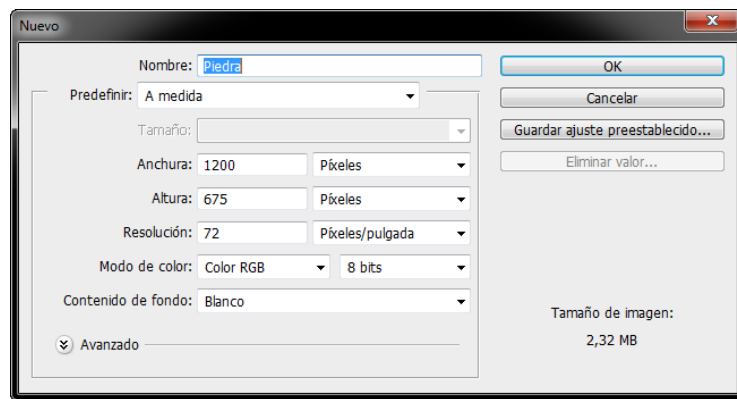 Nuevo
Nombre: Piedra
OK
Predefinir: A medida
Cancelar
Tamaño:
Guardar ajuste preestablecido...
Anchura: 1200 Píxeles
Eliminar valor...
Altura: 675 Píxeles
Resolución: 72 Píxeles/pulgada
Modo de color: Color RGB 8 bits
Contenido de fondo: Blanco
Tamaño de imagen:
Avanzado
2,32 MB